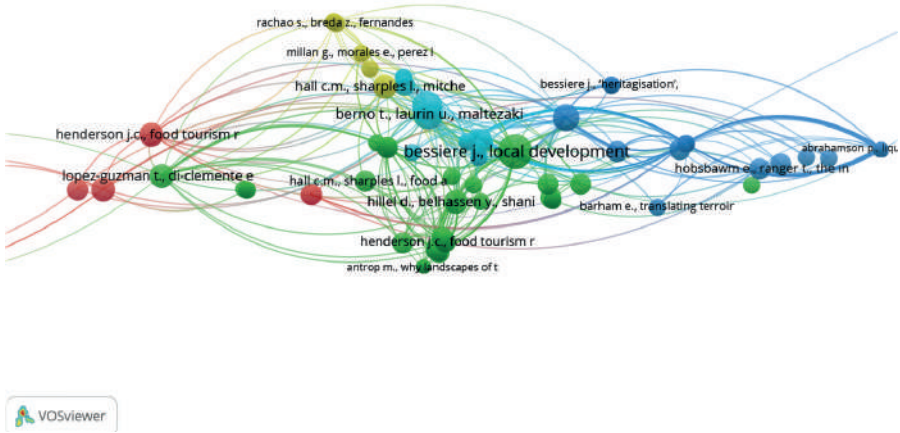 rachao s., breda z., fernandes
millan g., morales e., perez l
hall c.m., sharples l., mitche
bessiere j., 'heritagisation',
berno t., laurin u., maltezaki
henderson j.c., food tourism r
bessiere j., local development
abrahamson p., liqu
hobsbawm e., ranger t., the in
lopez-guzman t., di-clemente e
hall c.m., sharples l., food a
hillel d., belhassen y., shani
barham e., translating terroir
henderson j.c., food tourism r
antrop m., why landscapes of t
VOSviewer